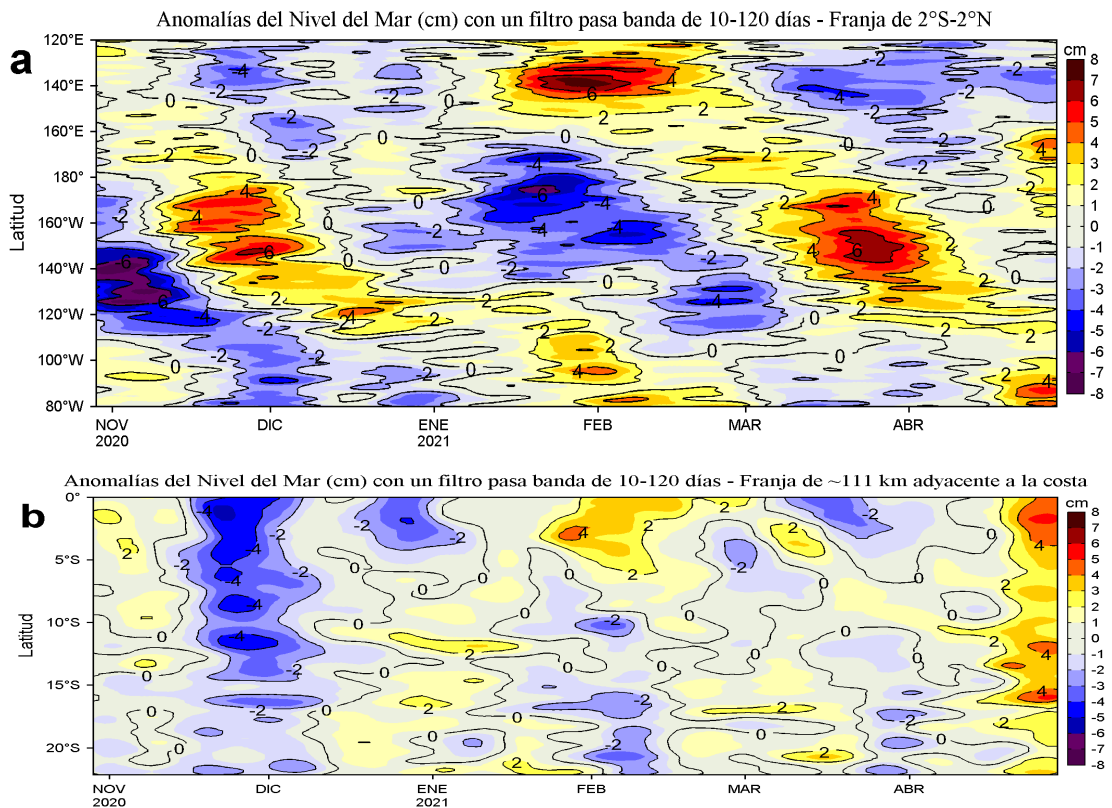 Anomalías del Nivel del Mar (cm) con un filtro pasa banda de 10-120 días - Franja de 2°S-2°N
a
cm
120°E
140°E
160°E
180°
160°W
140°W
120°W
100°W
80°W
Latitud
NOV
2020
DIC
ENE
2021
FEB
MAR
ABR
8
7
6
5
4
3
2
1
0
-1
-2
-3
-4
-5
-6
-7
-8
Anomalías del Nivel del Mar (cm) con un filtro pasa banda de 10-120 días - Franja de ~111 km adyacente a la costa
b
cm
0°
5°S
10°S
15°S
20°S
Latitud
NOV
2020
DIC
ENE
2021
FEB
MAR
ABR
8
7
6
5
4
3
2
1
0
-1
-2
-3
-4
-5
-6
-7
-8